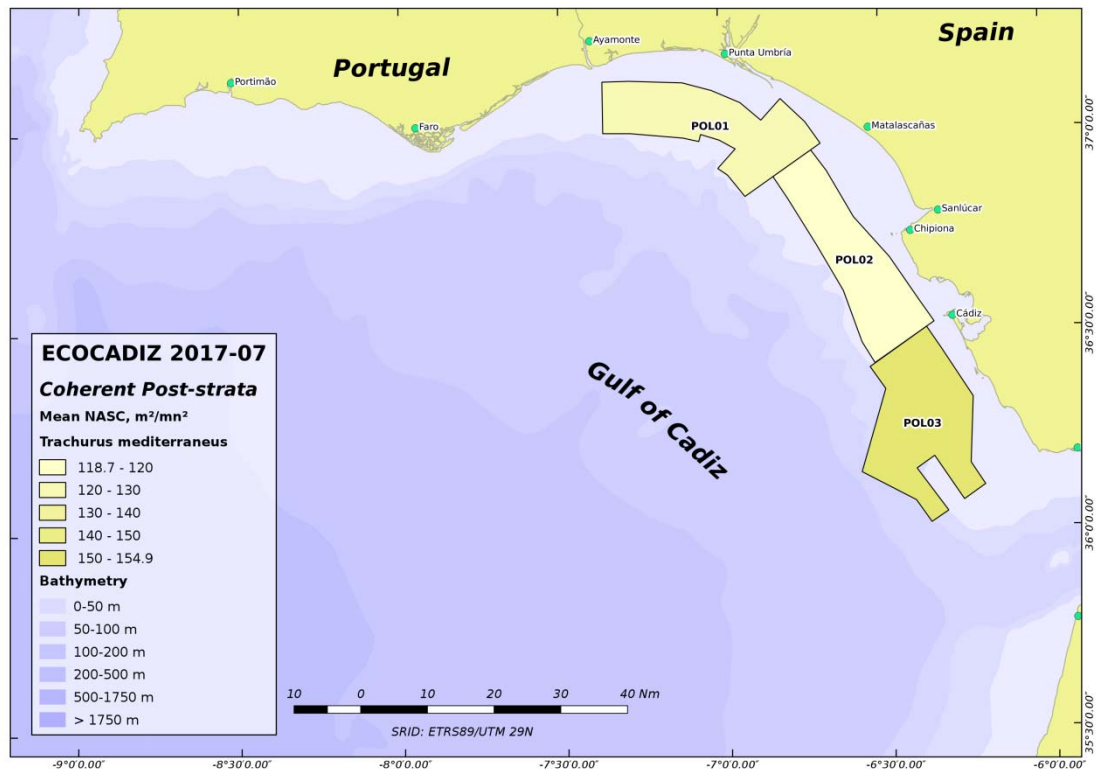 Spain
Ayamonte
Punta Umbría
Portugal
Portimão
Faro
POL01
Matalascañas
37°0'0.00"
Sanlúcar
Chipiona
POL02
Cádiz
36°30'0.00"
Gulf of Cadiz
POL03
36°0'0.00"
35°30'0.00"
ECOCADIZ 2017-07
Coherent Post-strata
Mean NASC, m²/mn²
Trachurus mediterraneus
118.7 - 120
120 - 130
130 - 140
140 - 150
150 - 154.9
Bathymetry
0-50 m
50-100 m
100-200 m
200-500 m
500-1750 m
> 1750 m
10 0 10 20 30 40 Nm
SRID: ETRS89/UTM 29N
-9°0'0.00" -8°30'0.00" -8°0'0.00" -7°30'0.00" -7°0'0.00" -6°30'0.00" -6°0'0.00"